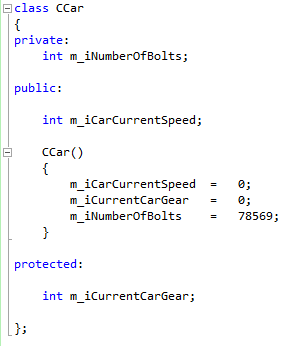 class CCar
{
private:
    int m_iNumberOfBolts;

public:

    int m_iCarCurrentSpeed;

    CCar()
    {
        m_iCarCurrentSpeed  =   0;
        m_iCurrentCarGear   =   0;
        m_iNumberOfBolts    =   78569;
    }

protected:

    int m_iCurrentCarGear;

};